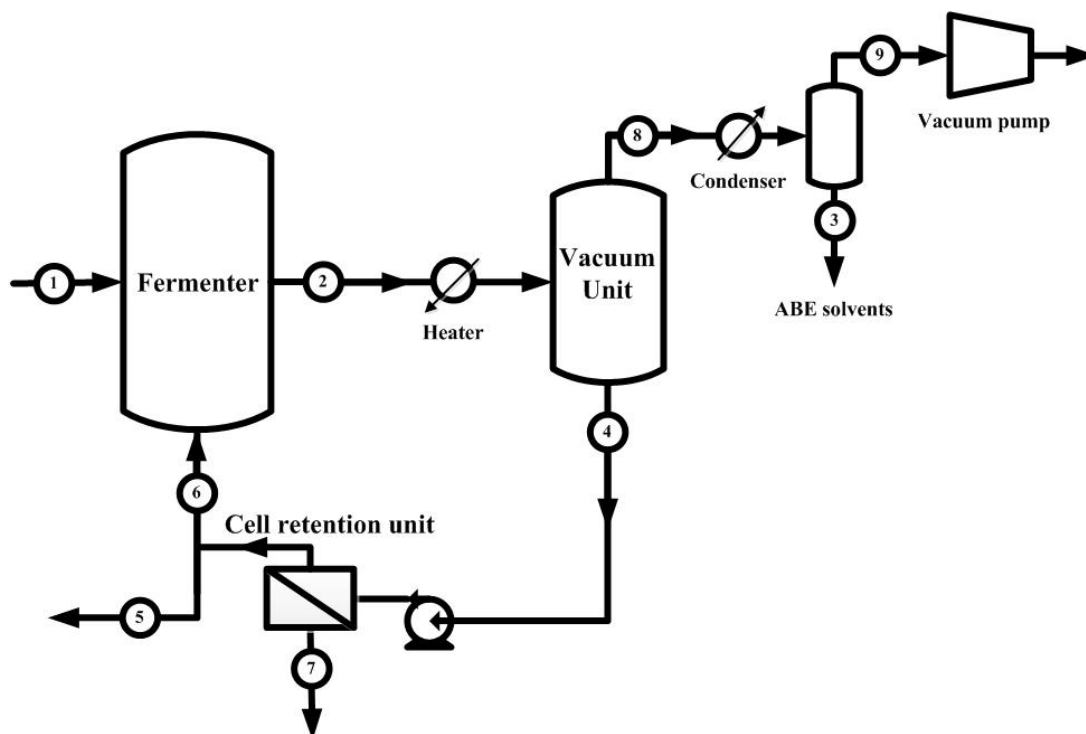 9
Vacuum pump
8
Condenser
3
ABE solvents
1
Fermenter
2
Heater
Vacuum
Unit
4
6
Cell retention unit
5
7